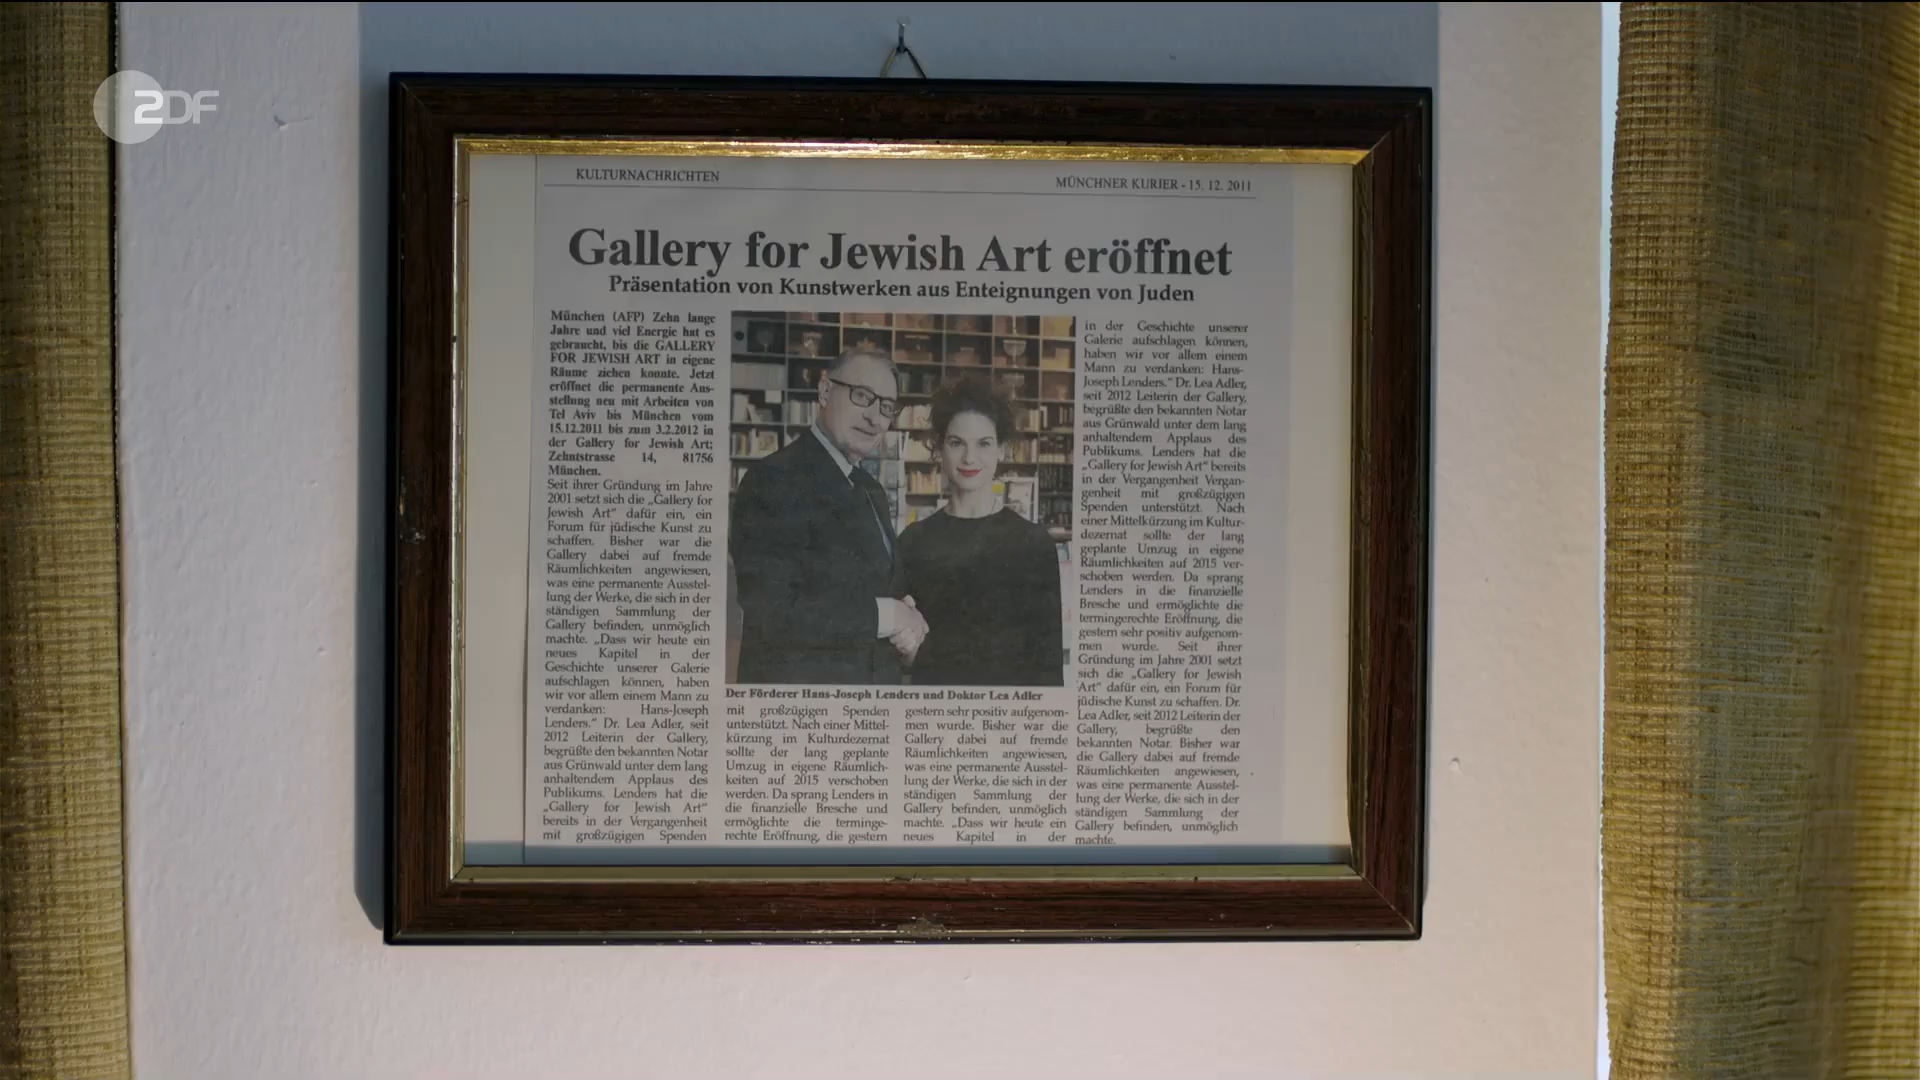 ZDF
KULTURNACHRICHTEN
MÜNCHNER KURIER - 15. 12. 2011
Gallery for Jewish Art eröffnet
Präsentation von Kunstwerken aus Enteignungen von Juden
München (AFP) Zehn lange
Jahre und viel Energie hat es
gebraucht, bis die GALLERY
FOR JEWISH ART in eigene
Räume ziehen konnte. Jetzt
eröffnet die permanente Aus-
stellung neu mit Arbeiten von
Tel Aviv bis München vom
15.12.2011 bis zum 3.2.2012 in
der Gallery for Jewish Art:
Zehntstrasse 14, 81756
München.
Seit ihrer Gründung im Jahre
2001 setzt sich die „Gallery for
Jewish Art“ dafür ein, ein
Forum für jüdische Kunst zu
schaffen. Bisher war die
Gallery dabei auf fremde
Räumlichkeiten angewiesen,
was eine permanente Ausstel-
lung der Werke, die sich in der
ständigen Sammlung der
Gallery befinden, unmöglich
machte. „Dass wir heute ein
neues Kapitel in der
Geschichte unserer Galerie
aufschlagen können, haben
wir vor allem einem Mann zu
verdanken: Hans-Joseph
Lenders.“ Dr. Lea Adler, seit
2012 Leiterin der Gallery,
begrüßte den bekannten Notar
aus Grünwald unter dem lang
anhaltendem Applaus des
Publikums. Lenders hat die
„Gallery for Jewish Art“
bereits in der Vergangenheit
mit großzügigen Spenden
Der Förderer Hans-Joseph Lenders und Doktor Lea Adler
mit großzügigen Spenden
unterstützt. Nach einer Mittel-
kürzung im Kulturdezernat
sollte der lang geplante
Umzug in eigene Räumlich-
keiten auf 2015 verschoben
werden. Da sprang Lenders in
die finanzielle Bresche und
ermöglichte die terminge-
rechte Eröffnung, die gestern
gestern sehr positiv aufgenom-
men wurde. Bisher war die
Gallery dabei auf fremde
Räumlichkeiten angewiesen,
was eine permanente Ausstel-
lung der Werke, die sich in der
ständigen Sammlung der
Gallery befinden, unmöglich
machte. „Dass wir heute ein
neues Kapitel in der
in der Geschichte unserer
Galerie aufschlagen können,
haben wir vor allem einem
Mann zu verdanken: Hans-
Joseph Lenders.“ Dr. Lea Adler,
seit 2012 Leiterin der Gallery,
begrüßte den bekannten Notar
aus Grünwald unter dem lang
anhaltendem Applaus des
Publikums. Lenders hat die
„Gallery for Jewish Art“ bereits
in der Vergangenheit Vergan-
genheit mit großzügigen
Spenden unterstützt. Nach
einer Mittelkürzung im Kultur-
dezernat sollte der lang
geplante Umzug in eigene
Räumlichkeiten auf 2015 ver-
schoben werden. Da sprang
Lenders in die finanzielle
Bresche und ermöglichte die
termingerechte Eröffnung, die
gestern sehr positiv aufgenom-
men wurde. Seit ihrer
Gründung im Jahre 2001 setzt
sich die „Gallery for Jewish
Art“ dafür ein, ein Forum für
jüdische Kunst zu schaffen. Dr.
Lea Adler, seit 2012 Leiterin der
Gallery, begrüßte den
bekannten Notar. Bisher war
die Gallery dabei auf fremde
Räumlichkeiten angewiesen,
was eine permanente Ausstel-
lung der Werke, die sich in der
ständigen Sammlung der
Gallery befinden, unmöglich
machte.